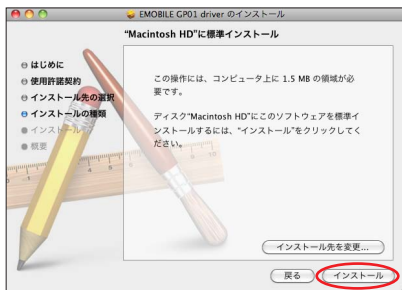 EMOBILE GP01 driver のインストール
"Macintosh HD"に標準インストール
はじめに
使用許諾契約
インストール先の選択
インストールの種類
インストール
概要
この操作には、コンピュータ上に 1.5 MB の領域が必
要です。
ディスク"Macintosh HD"にこのソフトウェアを標準イ
ンストールするには、"インストール"をクリックしてく
ださい。
インストール先を変更...
戻る
インストール